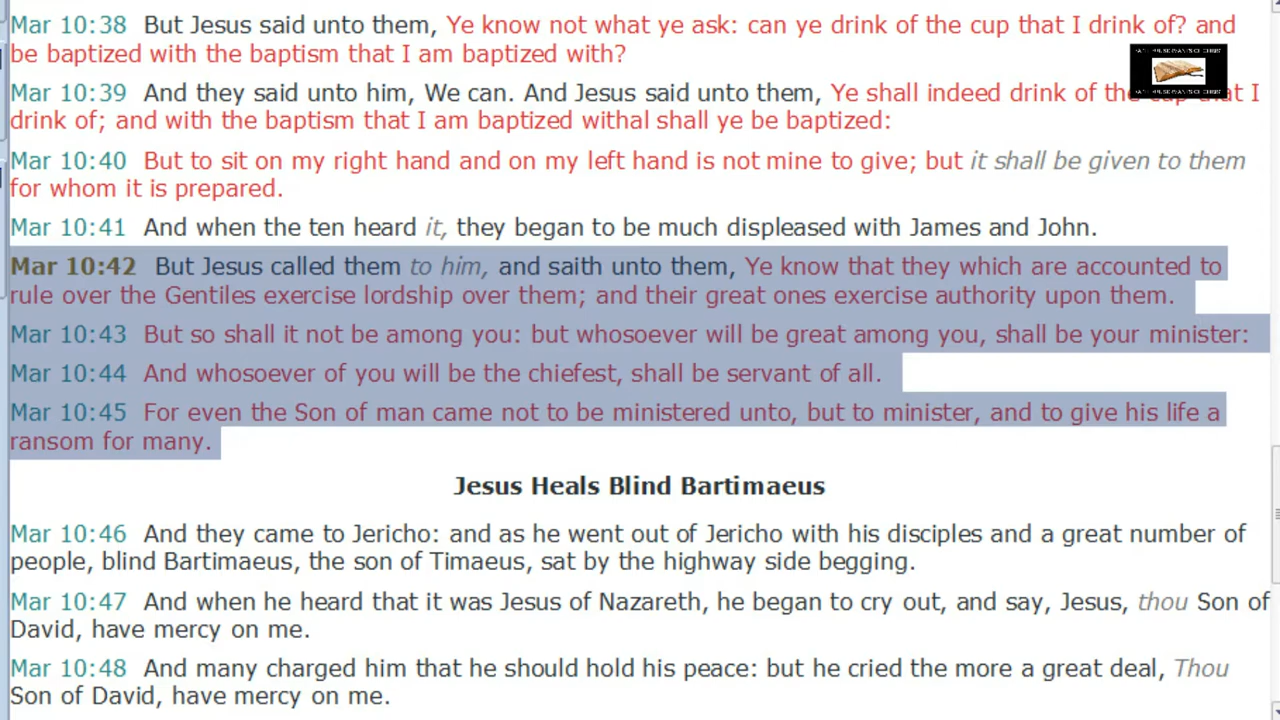 Mar 10:38 But Jesus said unto them, Ye know not what ye ask: can ye drink of the cup that I drink of? and
be baptized with the baptism that I am baptized with?
Mar 10:39 And they said unto him, We can. And Jesus said unto them, Ye shall indeed drink of the cup that I
drink of; and with the baptism that I am baptized withal shall ye be baptized:
Mar 10:40 But to sit on my right hand and on my left hand is not mine to give; but it shall be given to them
for whom it is prepared.
Mar 10:41 And when the ten heard it, they began to be much displeased with James and John.
Mar 10:42 But Jesus called them to him, and saith unto them, Ye know that they which are accounted to
rule over the Gentiles exercise lordship over them; and their great ones exercise authority upon them.
Mar 10:43 But so shall it not be among you: but whosoever will be great among you, shall be your minister:
Mar 10:44 And whosoever of you will be the chiefest, shall be servant of all.
Mar 10:45 For even the Son of man came not to be ministered unto, but to minister, and to give his life a
ransom for many.
Jesus Heals Blind Bartimaeus
Mar 10:46 And they came to Jericho: and as he went out of Jericho with his disciples and a great number of
people, blind Bartimaeus, the son of Timaeus, sat by the highway side begging.
Mar 10:47 And when he heard that it was Jesus of Nazareth, he began to cry out, and say, Jesus, thou Son of
David, have mercy on me.
Mar 10:48 And many charged him that he should hold his peace: but he cried the more a great deal, Thou
Son of David, have mercy on me.